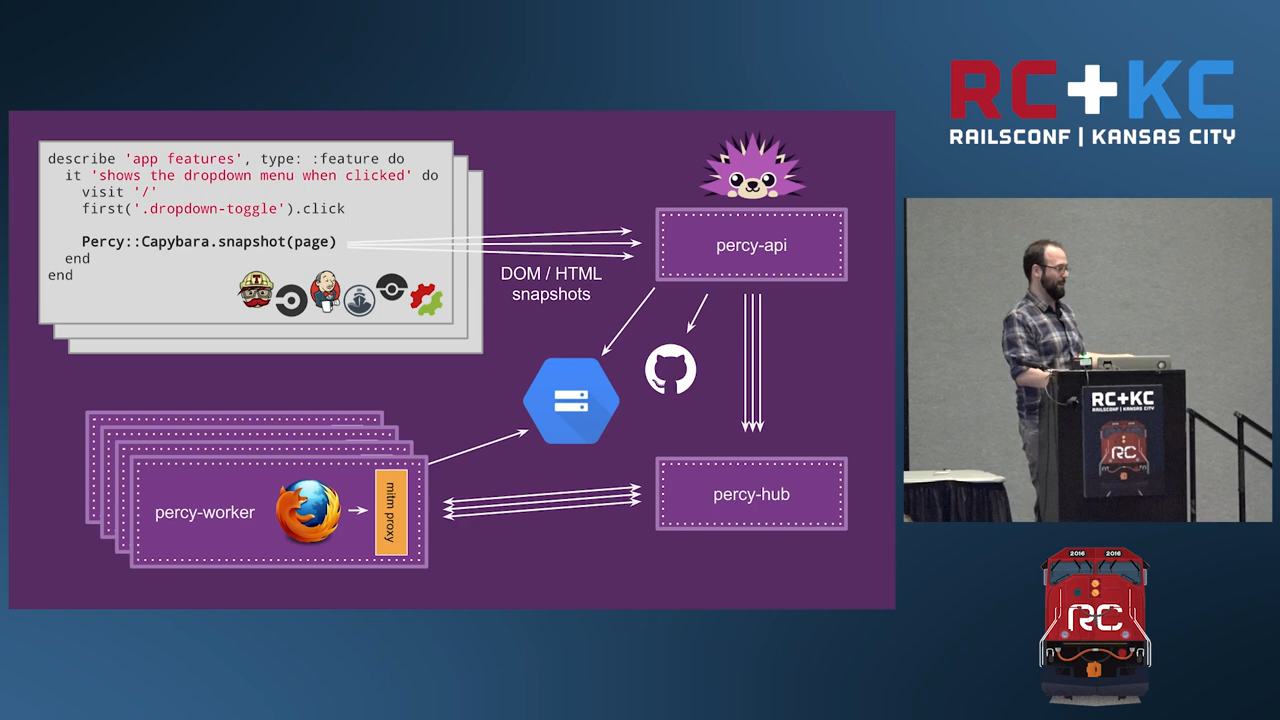 describe 'app features', type: :feature do
it 'shows the dropdown menu when clicked' do
visit '/'
first('.dropdown-toggle').click
Percy::Capybara.snapshot(page)
end
end
DOM / HTML
snapshots
percy-api
percy-worker
mitm proxy
percy-hub
RC+KC
RAILSCONF | KANSAS CITY
RC+KC
RAILSCONF | KANSAS CITY
RC
2016 2016
RC